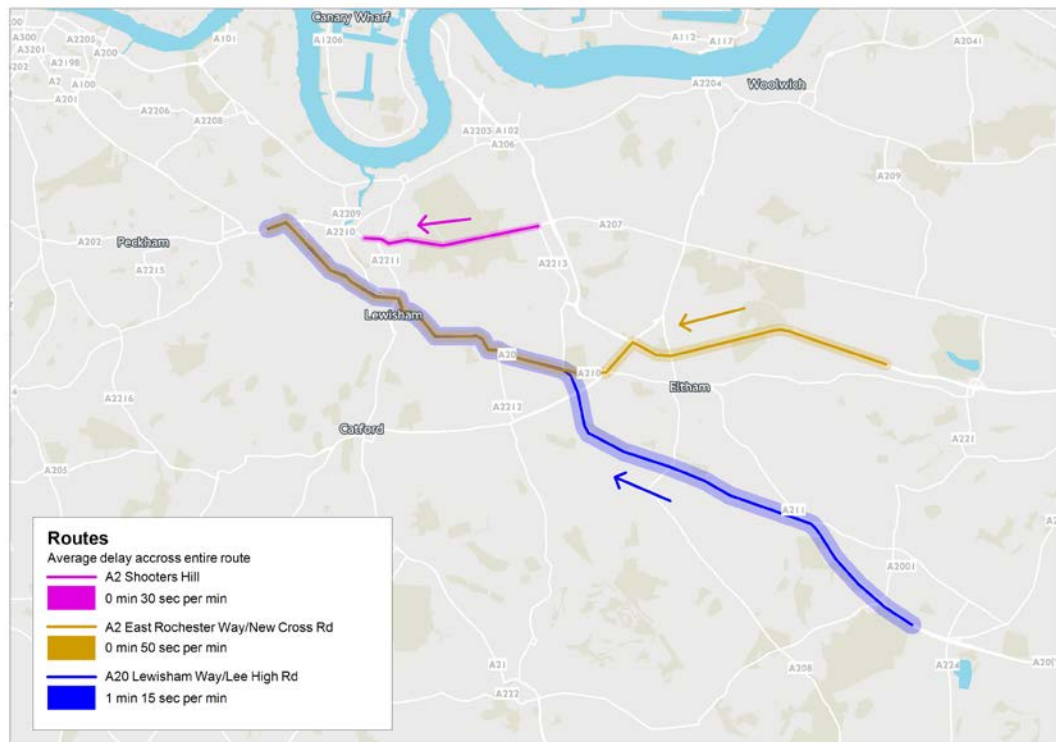 Canary Wharf
A300
A2205
A101
A1206
A112
A117
A2041
A3201
A200
3202
A2198
A2
A100
A201
A2206
A2208
A2203
A102
A206
A2204
Woolwich
A209
A2209
A2210
A207
A202
Peckham
A2211
A2213
A2215
Lewisham
A20
A210
Eltham
A2216
A2212
Catford
A221
A205
A211
A2001
A21
A208
A224
A20
A222
Routes
Average delay accross entire route
A2 Shooters Hill
0 min 30 sec per min
A2 East Rochester Way/New Cross Rd
0 min 50 sec per min
A20 Lewisham Way/Lee High Rd
1 min 15 sec per min